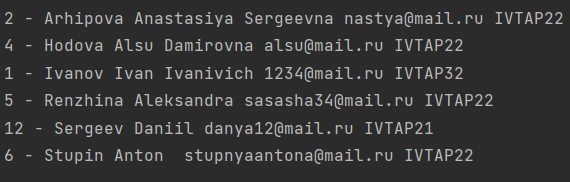 2 - Arhipova Anastasiya Sergeevna nastya@mail.ru IVTAP22
4 - Hodova Alsu Damirovna alsu@mail.ru IVTAP22
1 - Ivanov Ivan Ivanivich 1234@mail.ru IVTAP32
5 - Renzhina Aleksandra sasasha34@mail.ru IVTAP22
12 - Sergeev Daniil danya12@mail.ru IVTAP21
6 - Stupin Anton  stupnyaantona@mail.ru IVTAP22